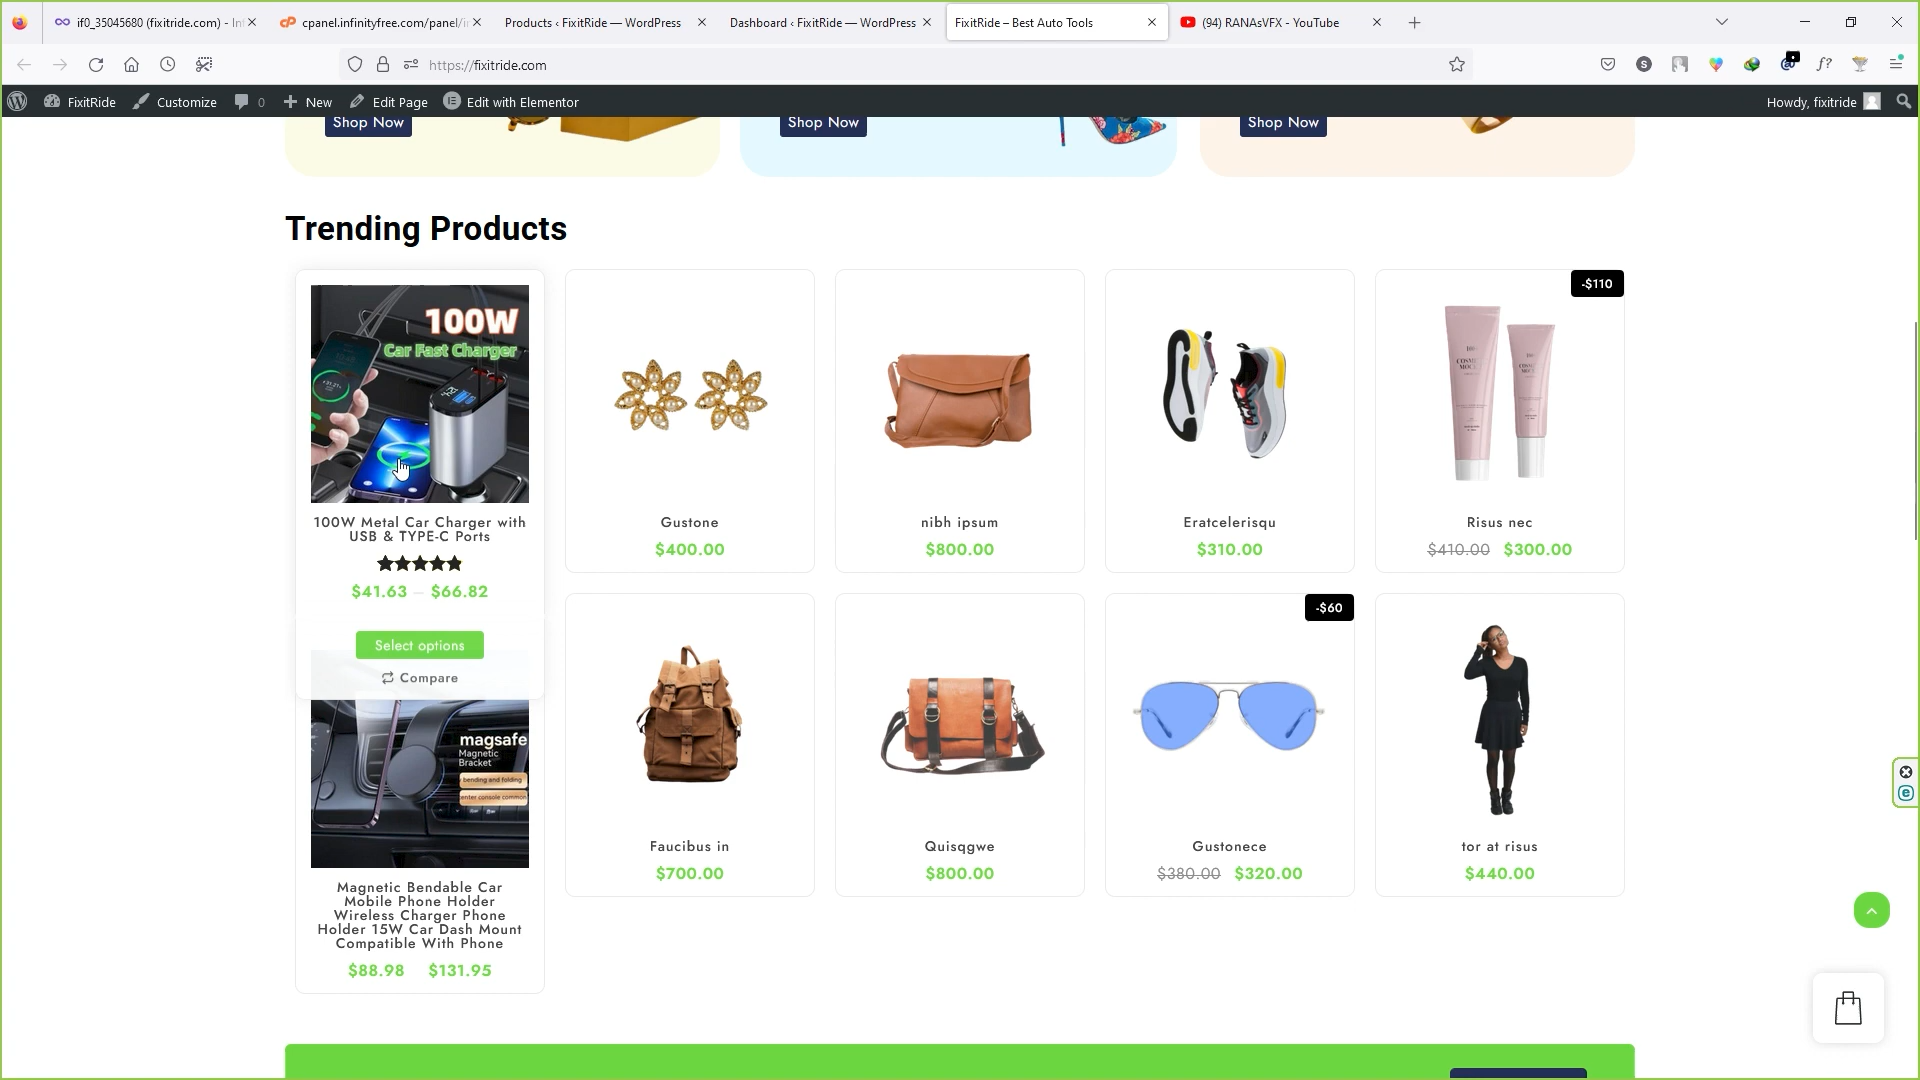 if0_35045680 (fixitride.com) - In
cpanel.infinityfree.com/panel/i
Products ‹ FixitRide — WordPress
Dashboard ‹ FixitRide — WordPress
FixitRide – Best Auto Tools
(94) RANAsVFX - YouTube
https://fixitride.com
FixitRide
Customize
0
New
Edit Page
Edit with Elementor
Howdy, fixitride
Shop Now
Shop Now
Shop Now
Trending Products
100W
Car Fast Charger
100W Metal Car Charger with
USB & TYPE-C Ports
$41.63 – $66.82
Select options
Compare
Gustone
$400.00
nibh ipsum
$800.00
Eratcelerisqu
$310.00
-$110
Risus nec
$410.00 $300.00
magsafe
Magnetic
Bracket
bending and folding
enter console common
Magnetic Bendable Car
Mobile Phone Holder
Wireless Charger Phone
Holder 15W Car Dash Mount
Compatible With Phone
$88.98 $131.95
Faucibus in
$700.00
Quisqgwe
$800.00
-$60
Gustonece
$380.00 $320.00
tor at risus
$440.00